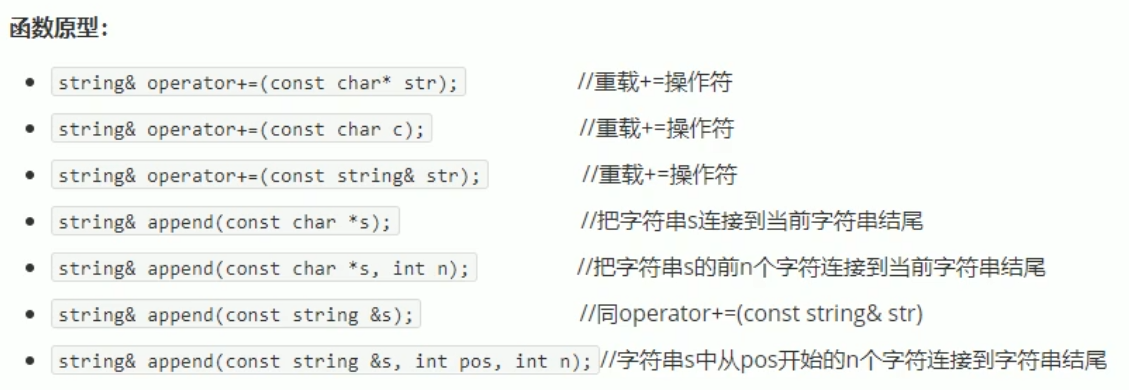 函数原型：
string& operator+=(const char* str); //重载+=操作符
string& operator+=(const char c); //重载+=操作符
string& operator+=(const string& str); //重载+=操作符
string& append(const char *s); //把字符串s连接到当前字符串结尾
string& append(const char *s, int n); //把字符串s的前n个字符连接到当前字符串结尾
string& append(const string &s); //同operator+=(const string& str)
string& append(const string &s, int pos, int n); //字符串s中从pos开始的n个字符连接到字符串结尾